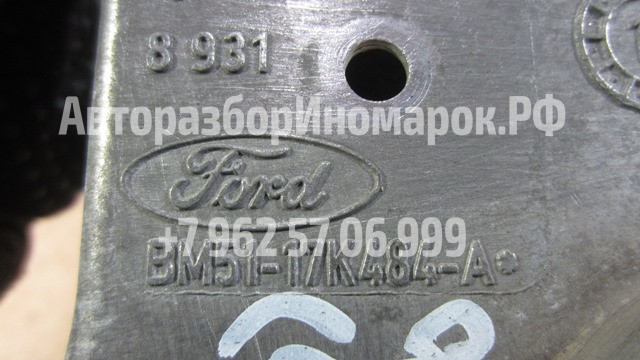 8 931
АвторазборИномарок.РФ
Ford
+7 962 57 06 999
BM51-17K484-A